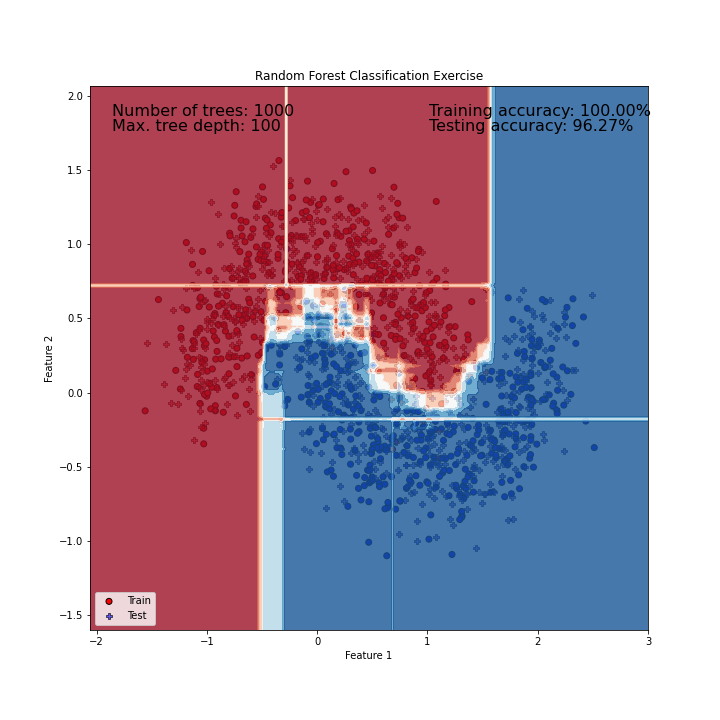 Random Forest Classification Exercise
Number of trees: 1000
Max. tree depth: 100
Training accuracy: 100.00%
Testing accuracy: 96.27%
Feature 2
2.0
1.5
1.0
0.5
0.0
−0.5
−1.0
−1.5
Train
Test
−2
−1
0
1
2
3
Feature 1